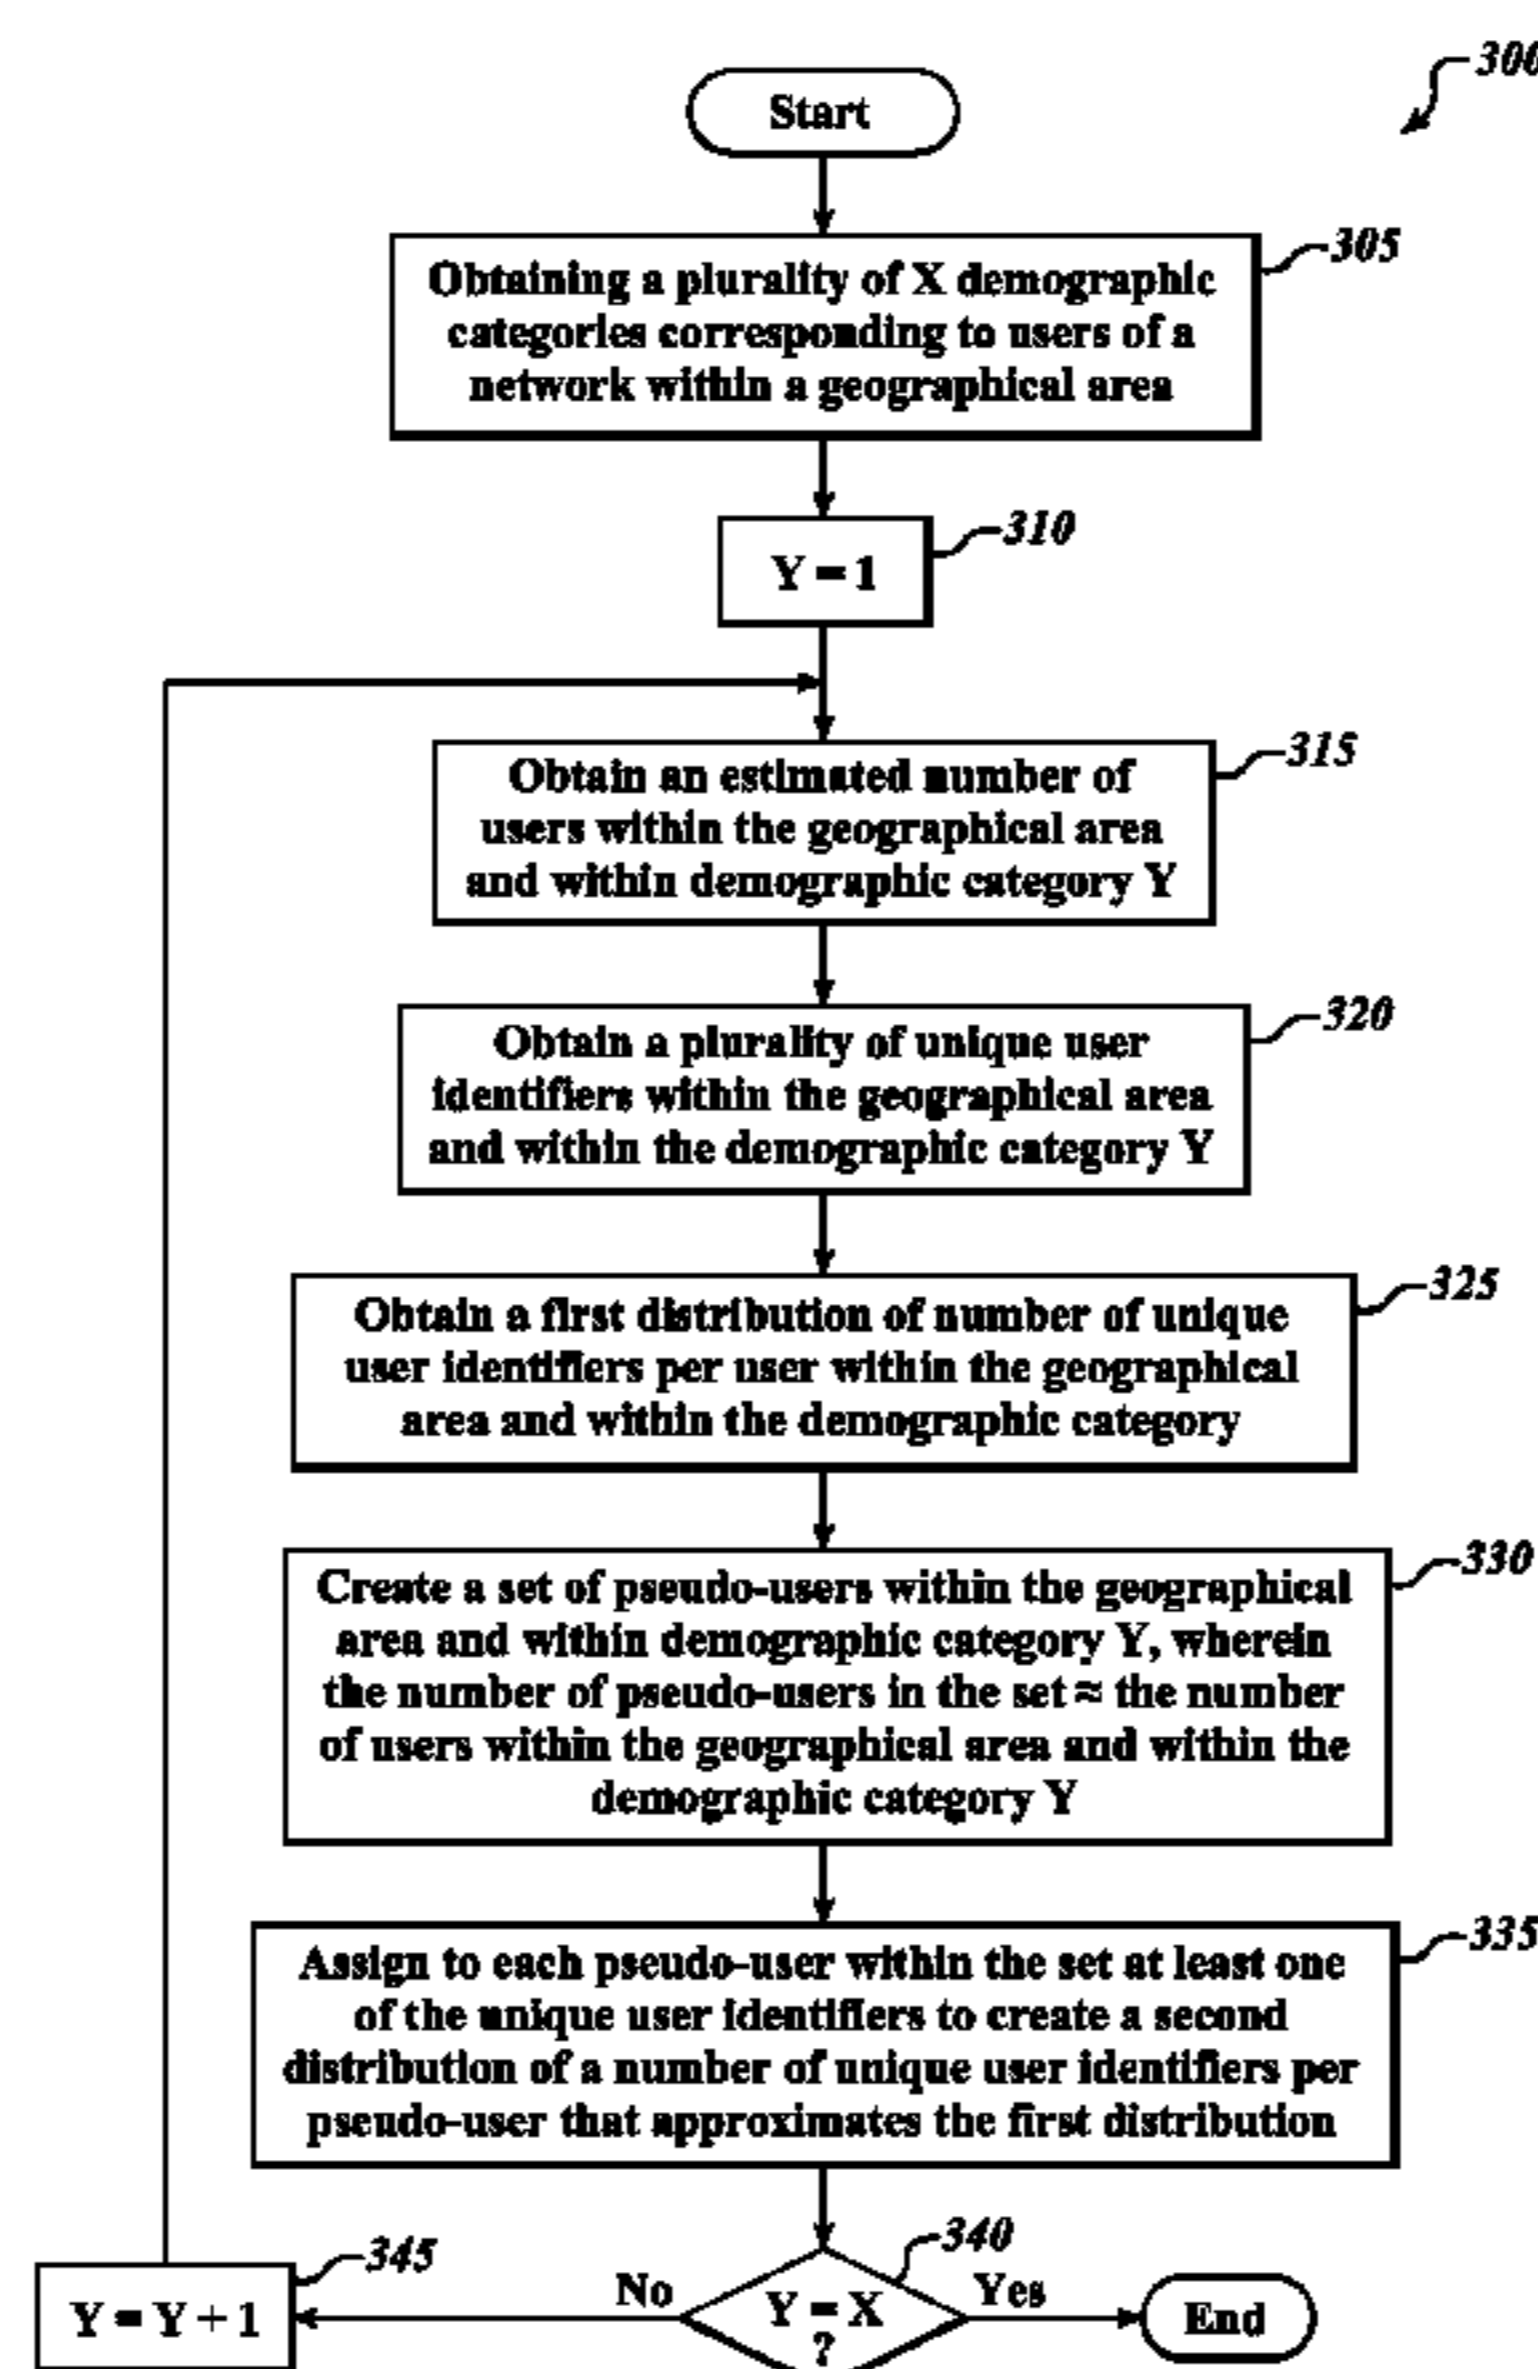 300
Start
305
Obtaining a plurality of X demographic
categories corresponding to users of a
network within a geographical area
310
Y = 1
315
Obtain an estimated number of
users within the geographical area
and within demographic category Y
320
Obtain a plurality of unique user
identifiers within the geographical area
and within the demographic category Y
325
Obtain a first distribution of number of unique
user identifiers per user within the geographical
area and within the demographic category
330
Create a set of pseudo-users within the geographical
area and within demographic category Y, wherein
the number of pseudo-users in the set ≈ the number
of users within the geographical area and within the
demographic category Y
335
Assign to each pseudo-user within the set at least one
of the unique user identifiers to create a second
distribution of a number of unique user identifiers per
pseudo-user that approximates the first distribution
340
345
No
Yes
Y = Y + 1
Y = X
?
End